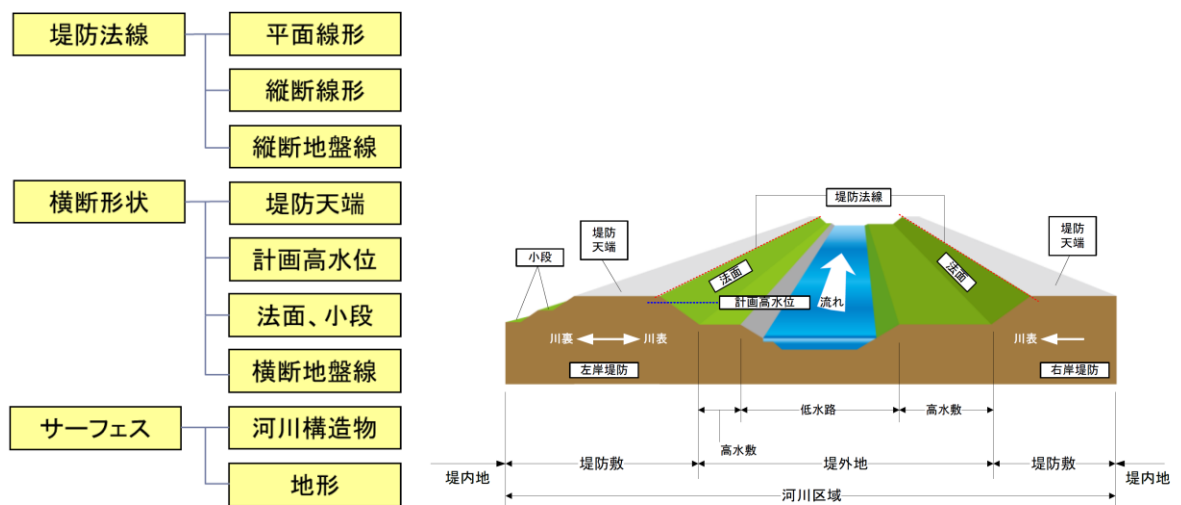 堤防法線
平面線形
縦断線形
縦断地盤線
横断形状
堤防天端
計画高水位
法面、小段
横断地盤線
サーフェス
河川構造物
地形
堤防法線
堤防
天端
堤防
天端
小段
法面
法面
計画高水位
流れ
川裏
川表
川表
左岸堤防
右岸堤防
低水路
高水敷
高水敷
堤内地
堤防敷
堤外地
堤防敷
堤内地
河川区域